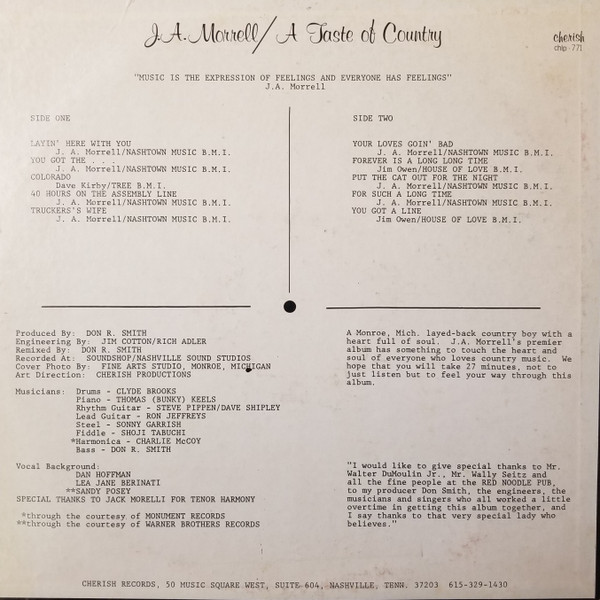 J.A. Morrell/A Taste of Country
cherish
chlp-771
"MUSIC IS THE EXPRESSION OF FEELINGS AND EVERYONE HAS FEELINGS"
J.A. Morrell
SIDE ONE
LAYIN' HERE WITH YOU
J. A. Morrell/NASHTOWN MUSIC B.M.I.
YOU GOT THE . . .
J. A. Morrell/NASHTOWN MUSIC B.M.I.
COLORADO
Dave Kirby/TREE B.M.I.
40 HOURS ON THE ASSEMBLY LINE
J. A. Morrell/NASHTOWN MUSIC B.M.I.
TRUCKERS'S WIFE
J. A. Morrell/NASHTOWN MUSIC B.M.I.
SIDE TWO
YOUR LOVES GOIN' BAD
J. A. Morrell/NASHTOWN MUSIC B.M.I.
FOREVER IS A LONG LONG TIME
Jim Owen/HOUSE OF LOVE B.M.I.
PUT THE CAT OUT FOR THE NIGHT
J. A. Morrell/NASHTOWN MUSIC B.M.I.
FOR SUCH A LONG TIME
J. A. Morrell/NASHTOWN MUSIC B.M.I.
YOU GOT A LINE
Jim Owen/HOUSE OF LOVE B.M.I.
Produced By: DON R. SMITH
Engineering By: JIM COTTON/RICH ADLER
Remixed By: DON R. SMITH
Recorded At: SOUNDSHOP/NASHVILLE SOUND STUDIOS
Cover Photo By: FINE ARTS STUDIO, MONROE, MICHIGAN
Art Direction: CHERISH PRODUCTIONS
Musicians: Drums - CLYDE BROOKS
Piano - THOMAS (BUNKY) KEELS
Rhythm Guitar - STEVE PIPPEN/DAVE SHIPLEY
Lead Guitar - RON JEFFREYS
Steel - SONNY GARRISH
Fiddle - SHOJI TABUCHI
*Harmonica - CHARLIE McCOY
Bass - DON R. SMITH
Vocal Background:
DAN HOFFMAN
LEA JANE BERINATI
**SANDY POSEY
SPECIAL THANKS TO JACK MORELLI FOR TENOR HARMONY
*through the courtesy of MONUMENT RECORDS
**through the courtesy of WARNER BROTHERS RECORDS
A Monroe, Mich. layed-back country boy with a
heart full of soul. J.A. Morrell's premier
album has something to touch the heart and
soul of everyone who loves country music. We
hope that you will take 27 minutes, not to
just listen but to feel your way through this
album.
"I would like to give special thanks to Mr.
Walter DuMoulin Jr., Mr. Wally Seitz and
all the fine people at the RED NOODLE PUB,
to my producer Don Smith, the engineers, the
musicians and singers who all worked a little
overtime in getting this album together, and
I say thanks to that very special lady who
believes."
CHERISH RECORDS, 50 MUSIC SQUARE WEST, SUITE 604, NASHVILLE, TENN. 37203 615-329-1430